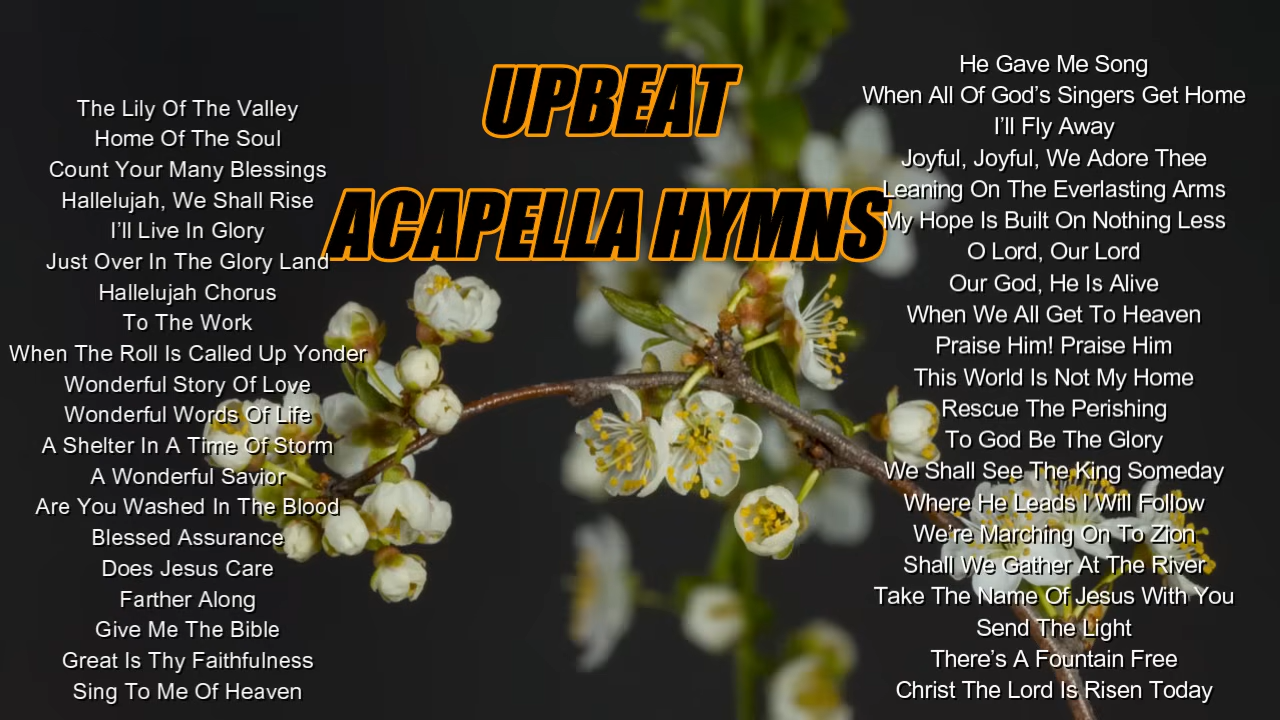 UPBEAT
ACAPELLA HYMNS
The Lily Of The Valley
Home Of The Soul
Count Your Many Blessings
Hallelujah, We Shall Rise
I’ll Live In Glory
Just Over In The Glory Land
Hallelujah Chorus
To The Work
When The Roll Is Called Up Yonder
Wonderful Story Of Love
Wonderful Words Of Life
A Shelter In A Time Of Storm
A Wonderful Savior
Are You Washed In The Blood
Blessed Assurance
Does Jesus Care
Farther Along
Give Me The Bible
Great Is Thy Faithfulness
Sing To Me Of Heaven
He Gave Me Song
When All Of God’s Singers Get Home
I’ll Fly Away
Joyful, Joyful, We Adore Thee
Leaning On The Everlasting Arms
My Hope Is Built On Nothing Less
O Lord, Our Lord
Our God, He Is Alive
When We All Get To Heaven
Praise Him! Praise Him
This World Is Not My Home
Rescue The Perishing
To God Be The Glory
We Shall See The King Someday
Where He Leads I Will Follow
We’re Marching On To Zion
Shall We Gather At The River
Take The Name Of Jesus With You
Send The Light
There’s A Fountain Free
Christ The Lord Is Risen Today